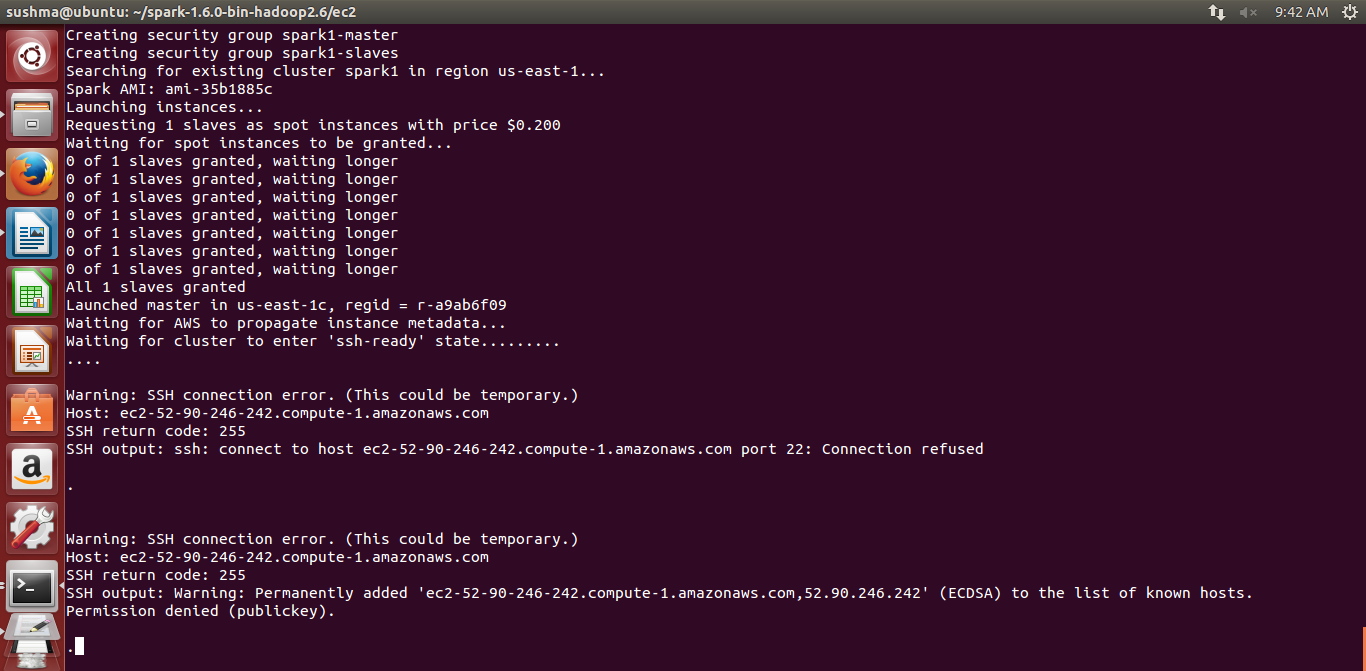 sushma@ubuntu: ~/spark-1.6.0-bin-hadoop2.6/ec2
9:42 AM
Creating security group spark1-master
Creating security group spark1-slaves
Searching for existing cluster spark1 in region us-east-1...
Spark AMI: ami-35b1885c
Launching instances...
Requesting 1 slaves as spot instances with price $0.200
Waiting for spot instances to be granted...
0 of 1 slaves granted, waiting longer
0 of 1 slaves granted, waiting longer
0 of 1 slaves granted, waiting longer
0 of 1 slaves granted, waiting longer
0 of 1 slaves granted, waiting longer
0 of 1 slaves granted, waiting longer
0 of 1 slaves granted, waiting longer
All 1 slaves granted
Launched master in us-east-1c, regid = r-a9ab6f09
Waiting for AWS to propagate instance metadata...
Waiting for cluster to enter 'ssh-ready' state.........
....
Warning: SSH connection error. (This could be temporary.)
Host: ec2-52-90-246-242.compute-1.amazonaws.com
SSH return code: 255
SSH output: ssh: connect to host ec2-52-90-246-242.compute-1.amazonaws.com port 22: Connection refused
.
Warning: SSH connection error. (This could be temporary.)
Host: ec2-52-90-246-242.compute-1.amazonaws.com
SSH return code: 255
SSH output: Warning: Permanently added 'ec2-52-90-246-242.compute-1.amazonaws.com,52.90.246.242' (ECDSA) to the list of known hosts.
Permission denied (publickey).
.